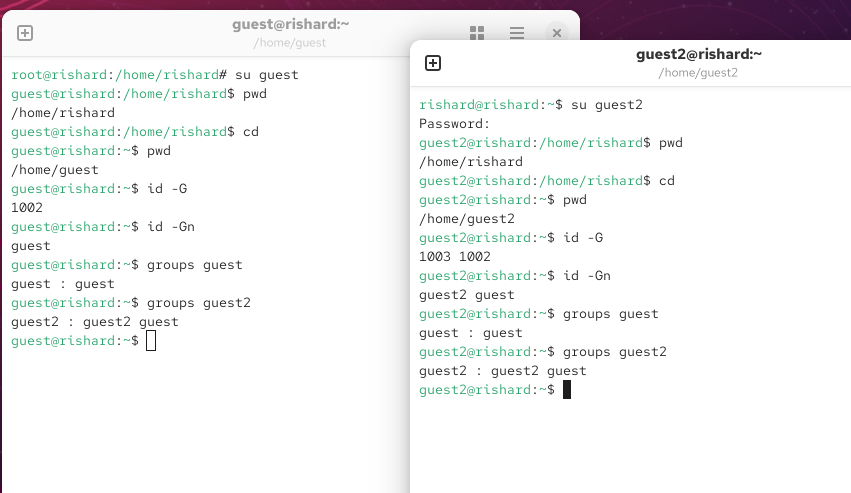 guest@rishard:~
/home/guest
root@rishard:/home/rishard# su guest
guest@rishard:/home/rishard$ pwd
/home/rishard
guest@rishard:/home/rishard$ cd
guest@rishard:~$ pwd
/home/guest
guest@rishard:~$ id -G
1002
guest@rishard:~$ id -Gn
guest
guest@rishard:~$ groups guest
guest : guest
guest@rishard:~$ groups guest2
guest2 : guest2 guest
guest@rishard:~$
guest2@rishard:~
/home/guest2
rishard@rishard:~$ su guest2
Password:
guest2@rishard:/home/rishard$ pwd
/home/rishard
guest2@rishard:/home/rishard$ cd
guest2@rishard:~$ pwd
/home/guest2
guest2@rishard:~$ id -G
1003 1002
guest2@rishard:~$ id -Gn
guest2 guest
guest2@rishard:~$ groups guest
guest : guest
guest2@rishard:~$ groups guest2
guest2 : guest2 guest
guest2@rishard:~$